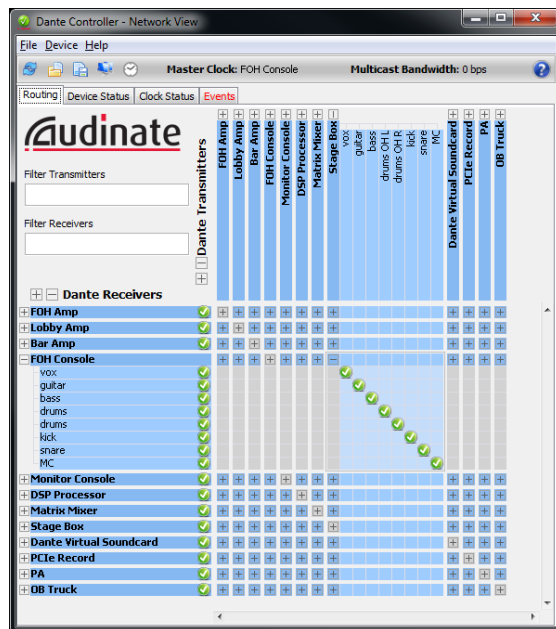 Dante Controller - Network View
File Device Help
Master Clock: FOH Console Multicast Bandwidth: 0 bps
Routing Device Status Clock Status Events
Audinate
Filter Transmitters
Filter Receivers
Dante Transmitters
FOH Amp
Lobby Amp
Bar Amp
FOH Console
Monitor Console
DSP Processor
Matrix Mixer
Stage Box
vox
guitar
bass
drums OH L
drums OH R
kick
snare
MC
Dante Virtual Soundcard
PCIe Record
PA
OB Truck
Dante Receivers
FOH Amp
Lobby Amp
Bar Amp
FOH Console
vox
guitar
bass
drums
drums
kick
snare
MC
Monitor Console
DSP Processor
Matrix Mixer
Stage Box
Dante Virtual Soundcard
PCIe Record
PA
OB Truck